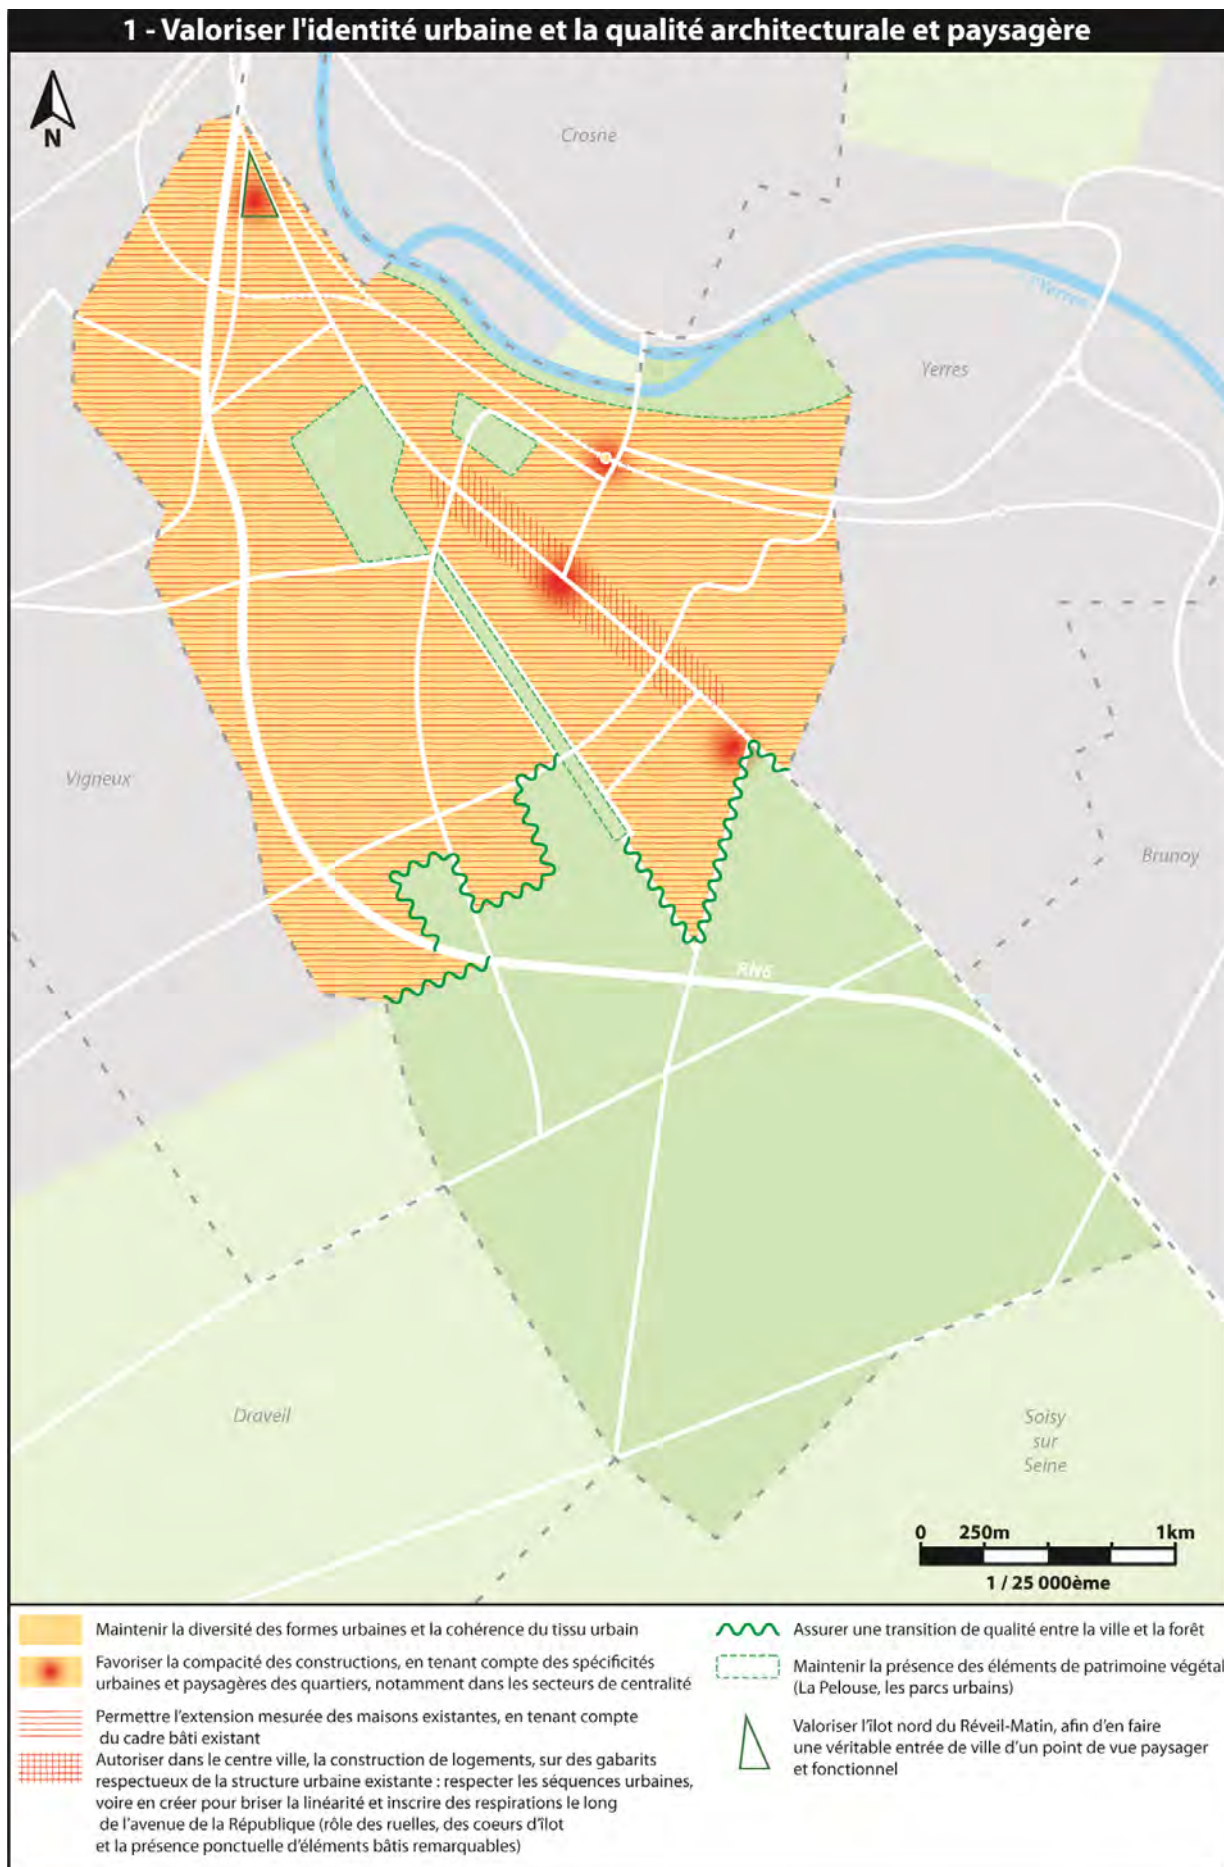 1 - Valoriser l'identité urbaine et la qualité architecturale et paysagère
N
Crosne
Yerres
Yerres
Vigneux
Brunoy
RN6
Draveil
Soisy
sur
Seine
0 250m 1km
1 / 25 000ème
Maintenir la diversité des formes urbaines et la cohérence du tissu urbain
Favoriser la compacité des constructions, en tenant compte des spécificités
urbaines et paysagères des quartiers, notamment dans les secteurs de centralité
Permettre l'extension mesurée des maisons existantes, en tenant compte
du cadre bâti existant
Autoriser dans le centre ville, la construction de logements, sur des gabarits
respectueux de la structure urbaine existante : respecter les séquences urbaines,
voire en créer pour briser la linéarité et inscrire des respirations le long
de l'avenue de la République (rôle des ruelles, des coeurs d'îlot
et la présence ponctuelle d'éléments bâtis remarquables)
Assurer une transition de qualité entre la ville et la forêt
Maintenir la présence des éléments de patrimoine végétal
(La Pelouse, les parcs urbains)
Valoriser l'îlot nord du Réveil-Matin, afin d'en faire
une véritable entrée de ville d'un point de vue paysager
et fonctionnel